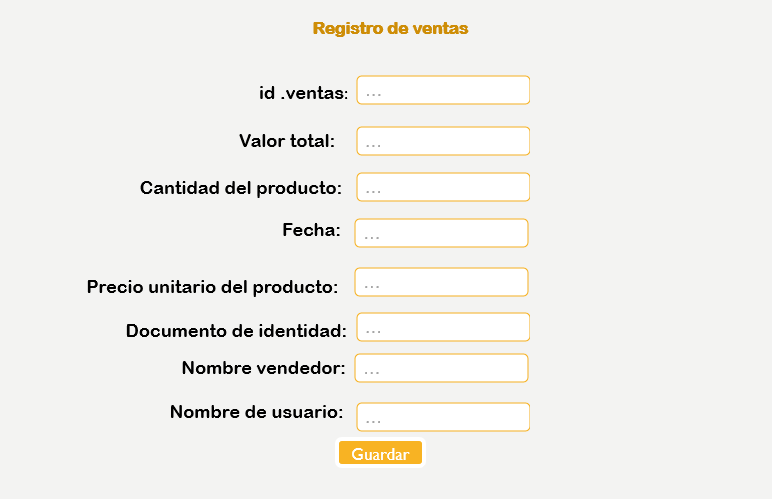 Registro de ventas
id .ventas: ...
Valor total: ...
Cantidad del producto: ...
Fecha: ...
Precio unitario del producto: ...
Documento de identidad: ...
Nombre vendedor: ...
Nombre de usuario: ...
Guardar